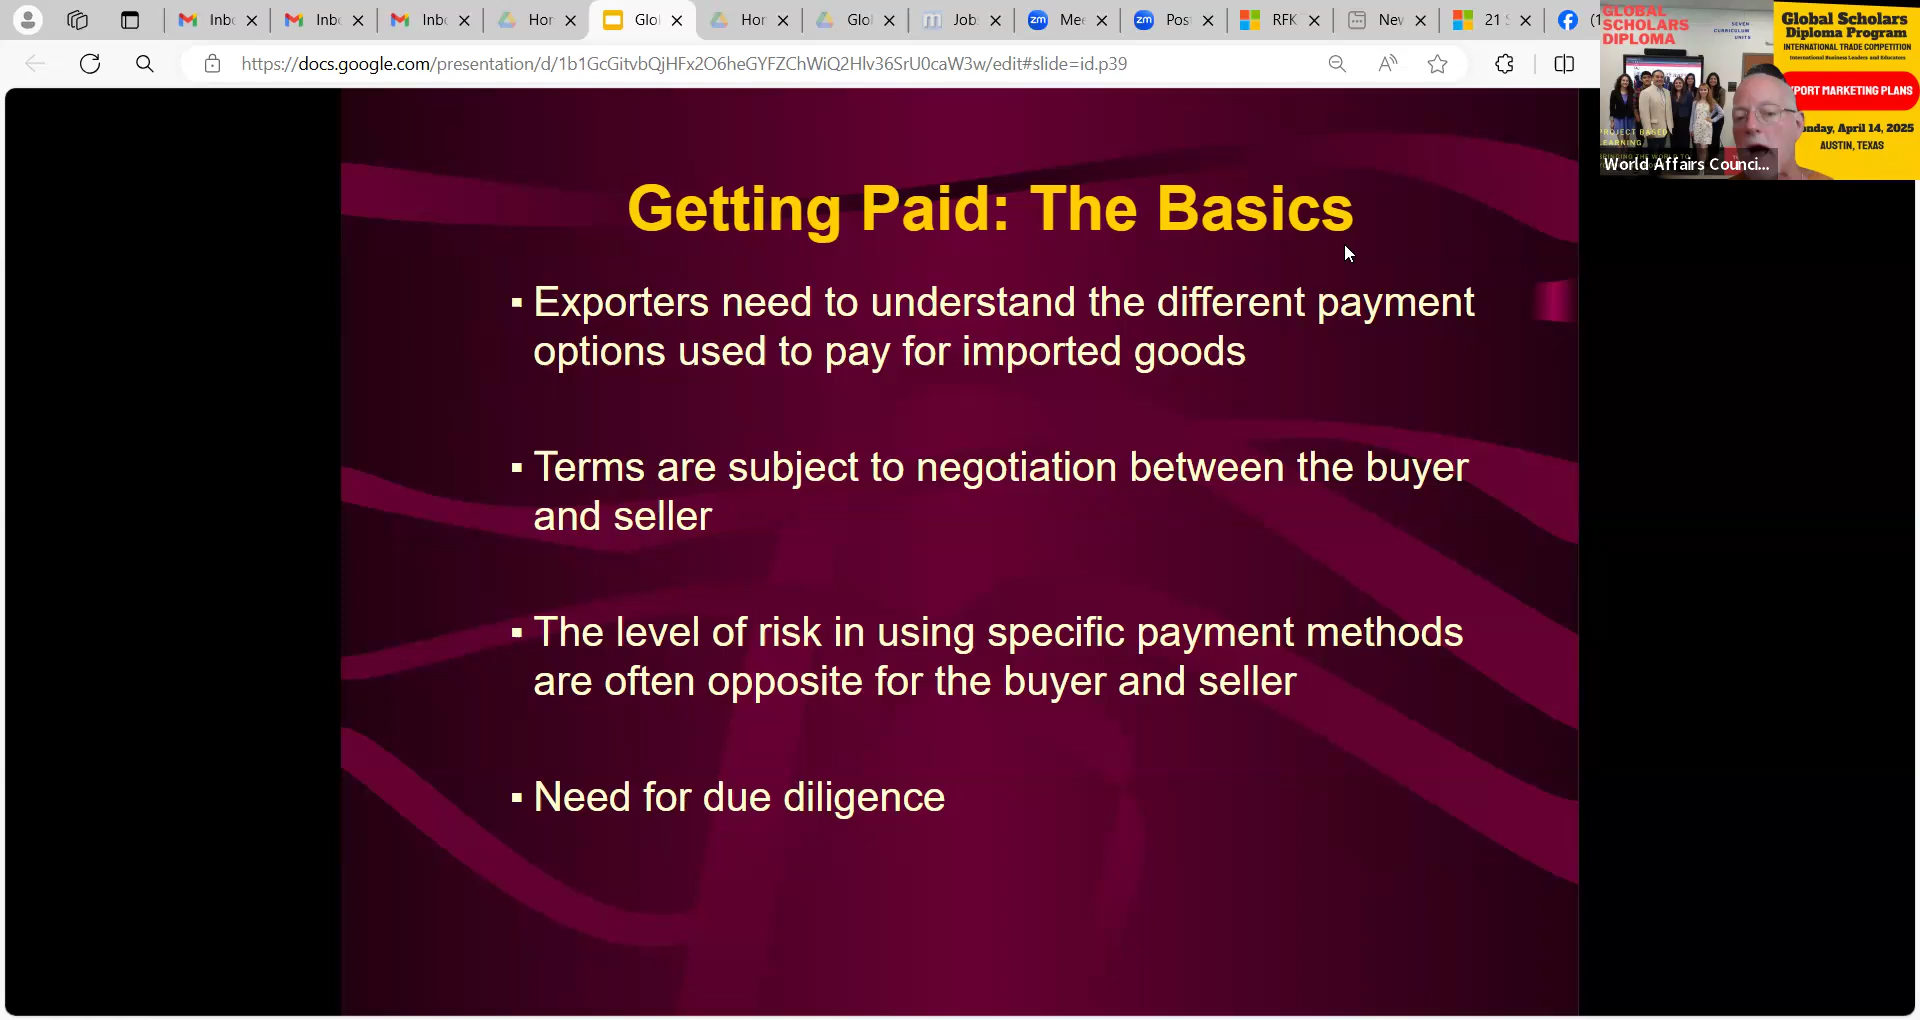 Inbo
Inb
Inbo
Hor
Glo
Hor
Glo
Job
Me
Pos
RFK
Nev
21
https://docs.google.com/presentation/d/1b1GcGitvbQjHFx2O6heGYFZChWiQ2Hlv36SrU0caW3w/edit#slide=id.p39
GLOBAL
SCHOLARS
DIPLOMA
SEVEN
CURRICULUM
UNITS
PROJECT BASED
LEARNING
World Affairs Counci...
Global Scholars
Diploma Program
INTERNATIONAL TRADE COMPETITION
International Business Leaders and Educators
PORT MARKETING PLANS
nday, April 14, 2025
AUSTIN, TEXAS
Getting Paid: The Basics
▪ Exporters need to understand the different payment
options used to pay for imported goods
▪ Terms are subject to negotiation between the buyer
and seller
▪ The level of risk in using specific payment methods
are often opposite for the buyer and seller
▪ Need for due diligence